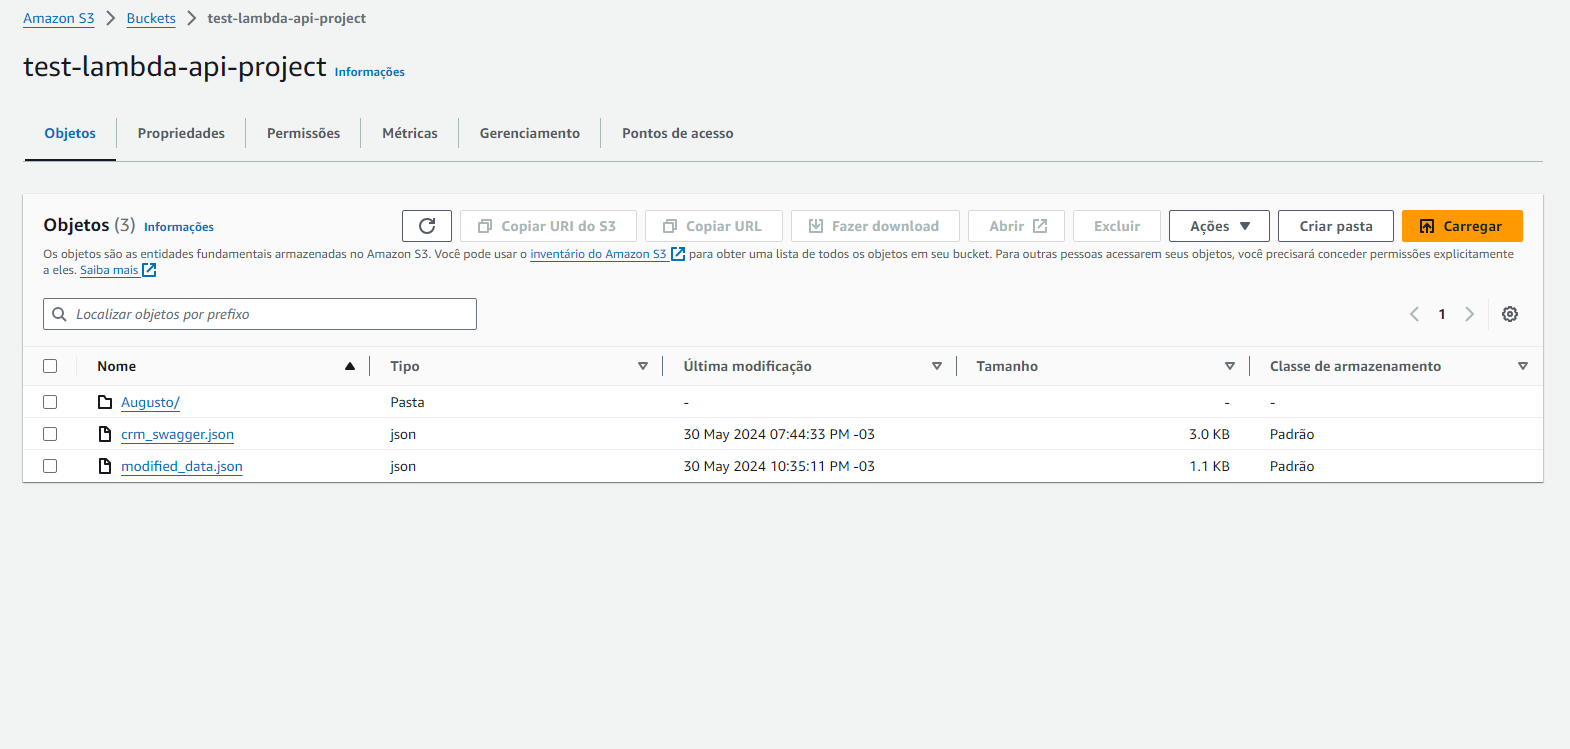 Amazon S3 > Buckets > test-lambda-api-project
test-lambda-api-project Informações
Objetos Propriedades Permissões Métricas Gerenciamento Pontos de acesso
Objetos (3) Informações Copiar URI do S3 Copiar URL Fazer download Abrir Excluir Ações Criar pasta Carregar
Os objetos são as entidades fundamentais armazenadas no Amazon S3. Você pode usar o inventário do Amazon S3 para obter uma lista de todos os objetos em seu bucket. Para outras pessoas acessarem seus objetos, você precisará conceder permissões explicitamente
a eles. Saiba mais
Localizar objetos por prefixo 1
Nome Tipo Última modificação Tamanho Classe de armazenamento
Augusto/ Pasta - - -
crm_swagger.json json 30 May 2024 07:44:33 PM -03 3.0 KB Padrão
modified_data.json json 30 May 2024 10:35:11 PM -03 1.1 KB Padrão